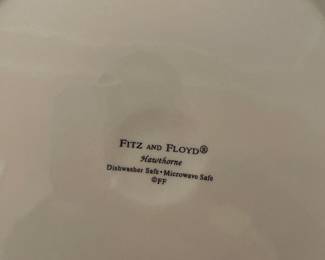 FITZ AND FLOYD®
Hawthorne
Dishwasher Safe • Microwave Safe
©FF